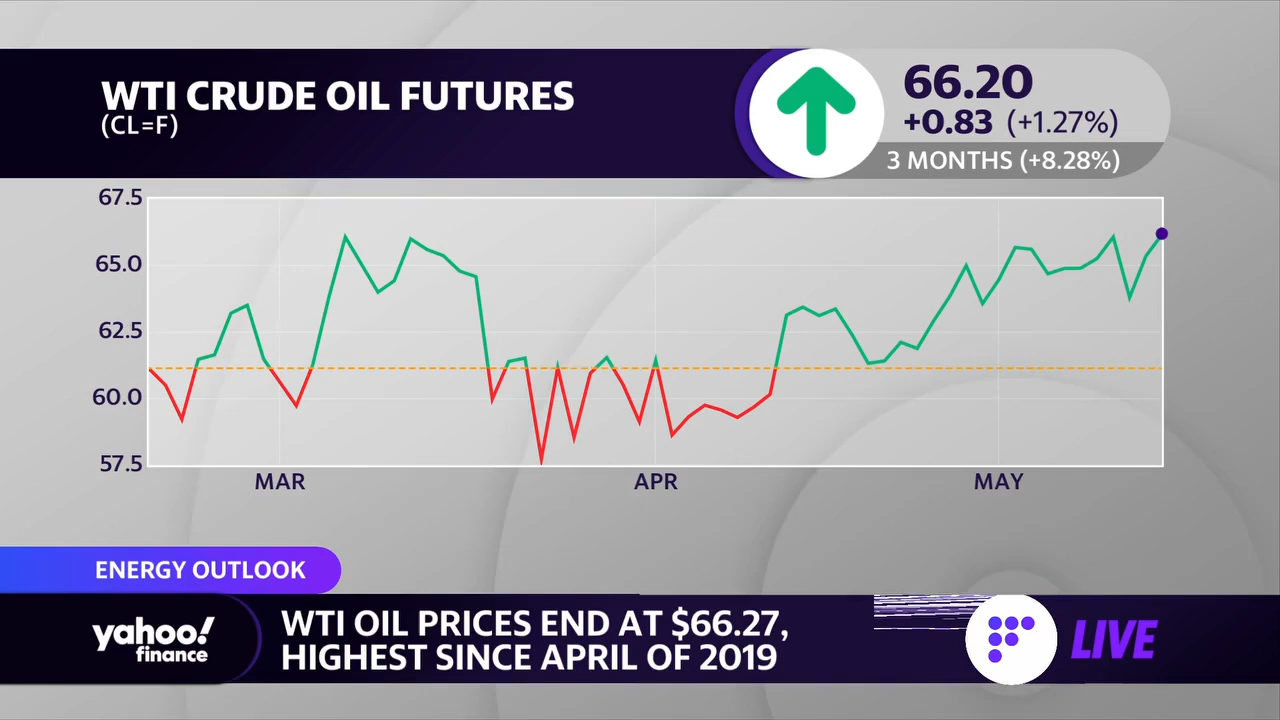 WTI CRUDE OIL FUTURES
(CL=F)
66.20
+0.83 (+1.27%)
3 MONTHS (+8.28%)
67.5
65.0
62.5
60.0
57.5
MAR APR MAY
ENERGY OUTLOOK
yahoo!
finance
WTI OIL PRICES END AT $66.27,
HIGHEST SINCE APRIL OF 2019
LIVE